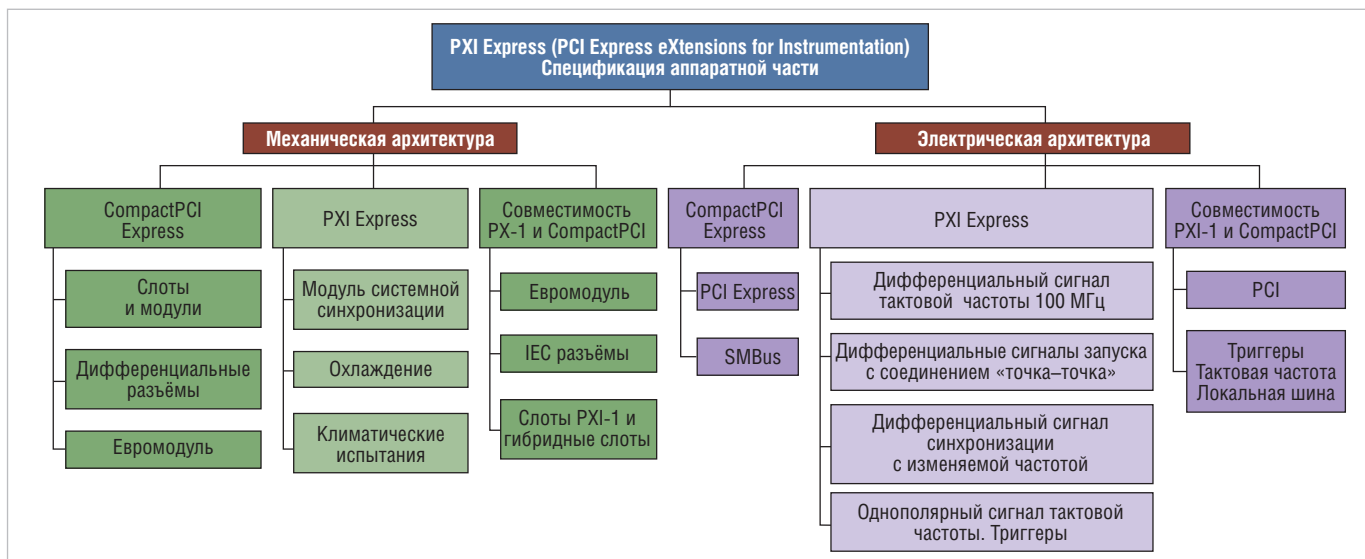 PXI Express (PCI Express eXtensions for Instrumentation)
Спецификация аппаратной части
Механическая архитектура
Электрическая архитектура
CompactPCI
Express
PXI Express
Совместимость
PX-1 и CompactPCI
CompactPCI
Express
PXI Express
Совместимость
PXI-1 и CompactPCI
Слоты
и модули
Дифференциальные
разъёмы
Евромодуль
Модуль системной
синхронизации
Охлаждение
Климатические
испытания
Евромодуль
IEC разъёмы
Слоты PXI-1 и
гибридные слоты
PCI Express
SMBus
Дифференциальный сигнал
тактовой частоты 100 МГц
Дифференциальные сигналы запуска
с соединением «точка–точка»
Дифференциальный сигнал
синхронизации
с изменяемой частотой
Однополярный сигнал тактовой
частоты. Триггеры
PCI
Триггеры
Тактовая частота
Локальная шина